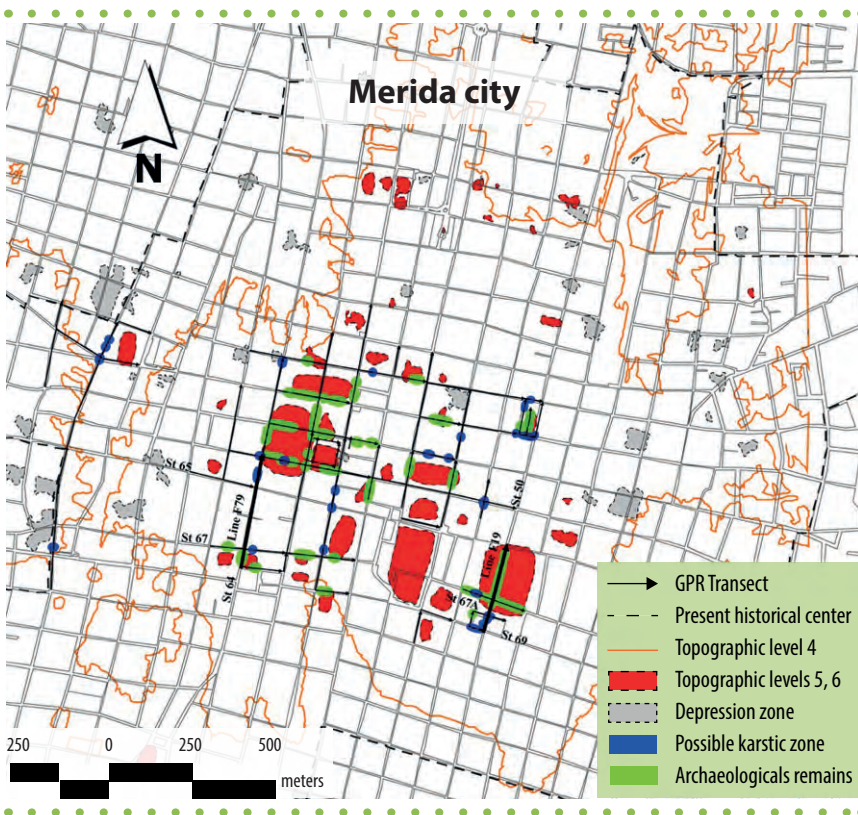 Merida city
N
St 65
St 67
Line F79
St 64
St 50
Line F19
St 67A
St 69
GPR Transect
Present historical center
Topographic level 4
Topographic levels 5, 6
Depression zone
Possible karstic zone
Archaeologicals remains
250 0 250 500
meters